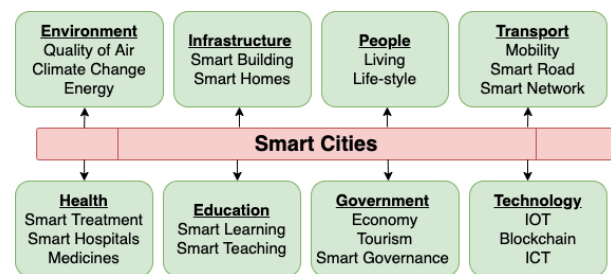 Environment
Quality of Air
Climate Change
Energy
Infrastructure
Smart Building
Smart Homes
People
Living
Life-style
Transport
Mobility
Smart Road
Smart Network
Smart Cities
Health
Smart Treatment
Smart Hospitals
Medicines
Education
Smart Learning
Smart Teaching
Government
Economy
Tourism
Smart Governance
Technology
IOT
Blockchain
ICT